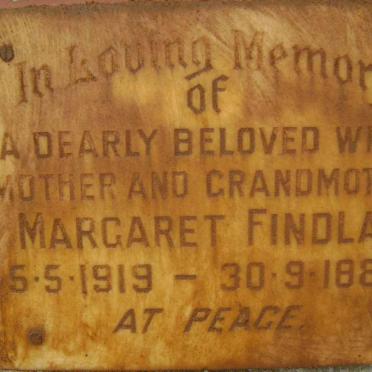 In Loving Memor
of
A DEARLY BELOVED WI
MOTHER AND GRANDMOT
MARGARET FINDLA
5·5·1919 – 30·9·188
AT PEACE.